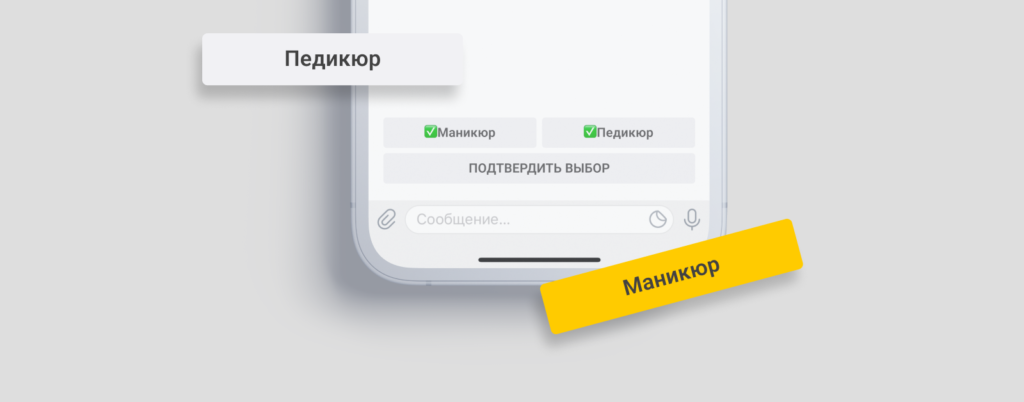 Педикюр
✅Маникюр
✅Педикюр
ПОДТВЕРДИТЬ ВЫБОР
Сообщение...
Маникюр